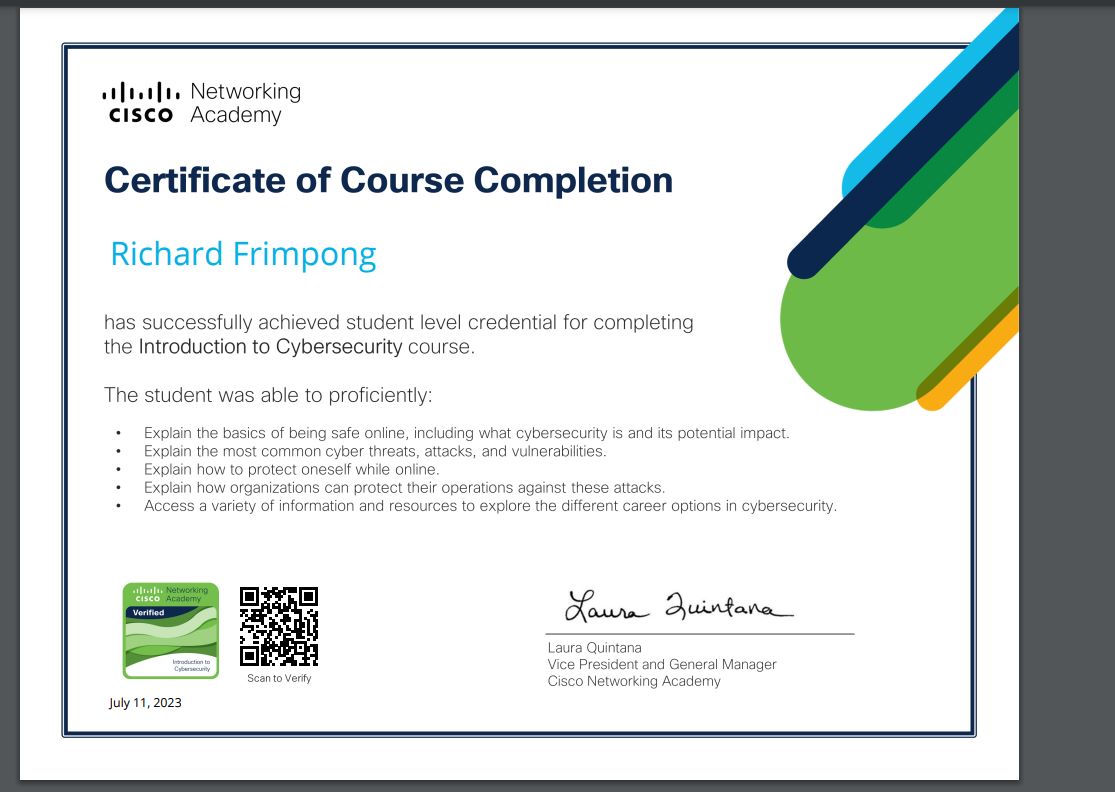 CISCO Networking
Academy
Certificate of Course Completion
Richard Frimpong
has successfully achieved student level credential for completing
the Introduction to Cybersecurity course.
The student was able to proficiently:
• Explain the basics of being safe online, including what cybersecurity is and its potential impact.
• Explain the most common cyber threats, attacks, and vulnerabilities.
• Explain how to protect oneself while online.
• Explain how organizations can protect their operations against these attacks.
• Access a variety of information and resources to explore the different career options in cybersecurity.
CISCO Networking
Academy
Verified
Introduction to
Cybersecurity
Scan to Verify
July 11, 2023
Laura Quintana
Laura Quintana
Vice President and General Manager
Cisco Networking Academy